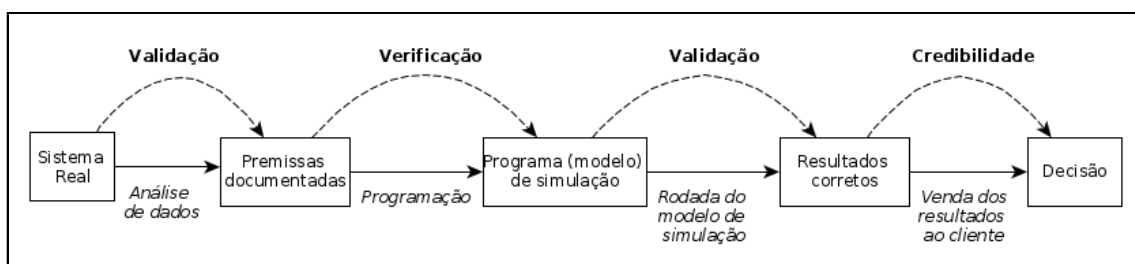 Validação
Verificação
Validação
Credibilidade
Sistema
Real
Premissas
documentadas
Programa (modelo)
de simulação
Resultados
corretos
Decisão
Análise
de dados
Programação
Rodada do
modelo de
simulação
Venda dos
resultados
ao cliente